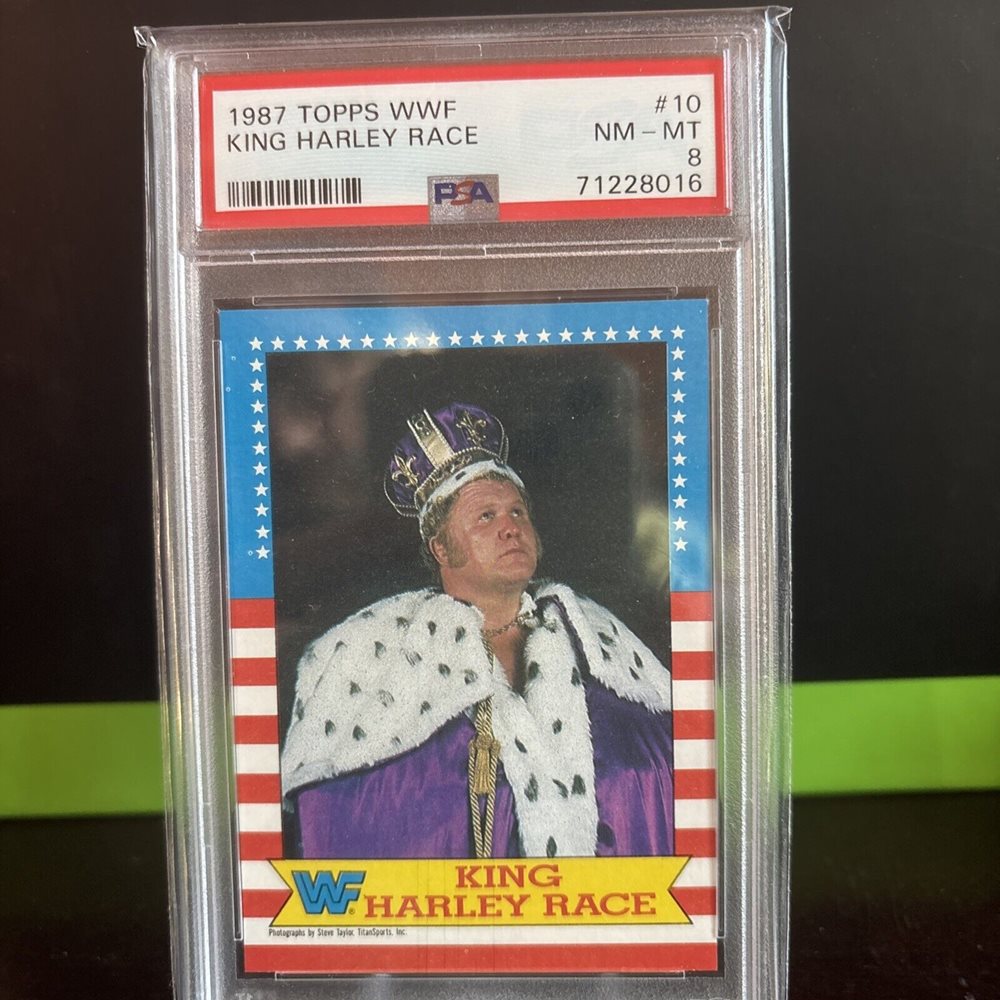 1987 TOPPS WWF
KING HARLEY RACE
#10
NM - MT
8
71228016
PSA
WF
KING
HARLEY RACE
Photographs by Steve Taylor, TitanSports, Inc.